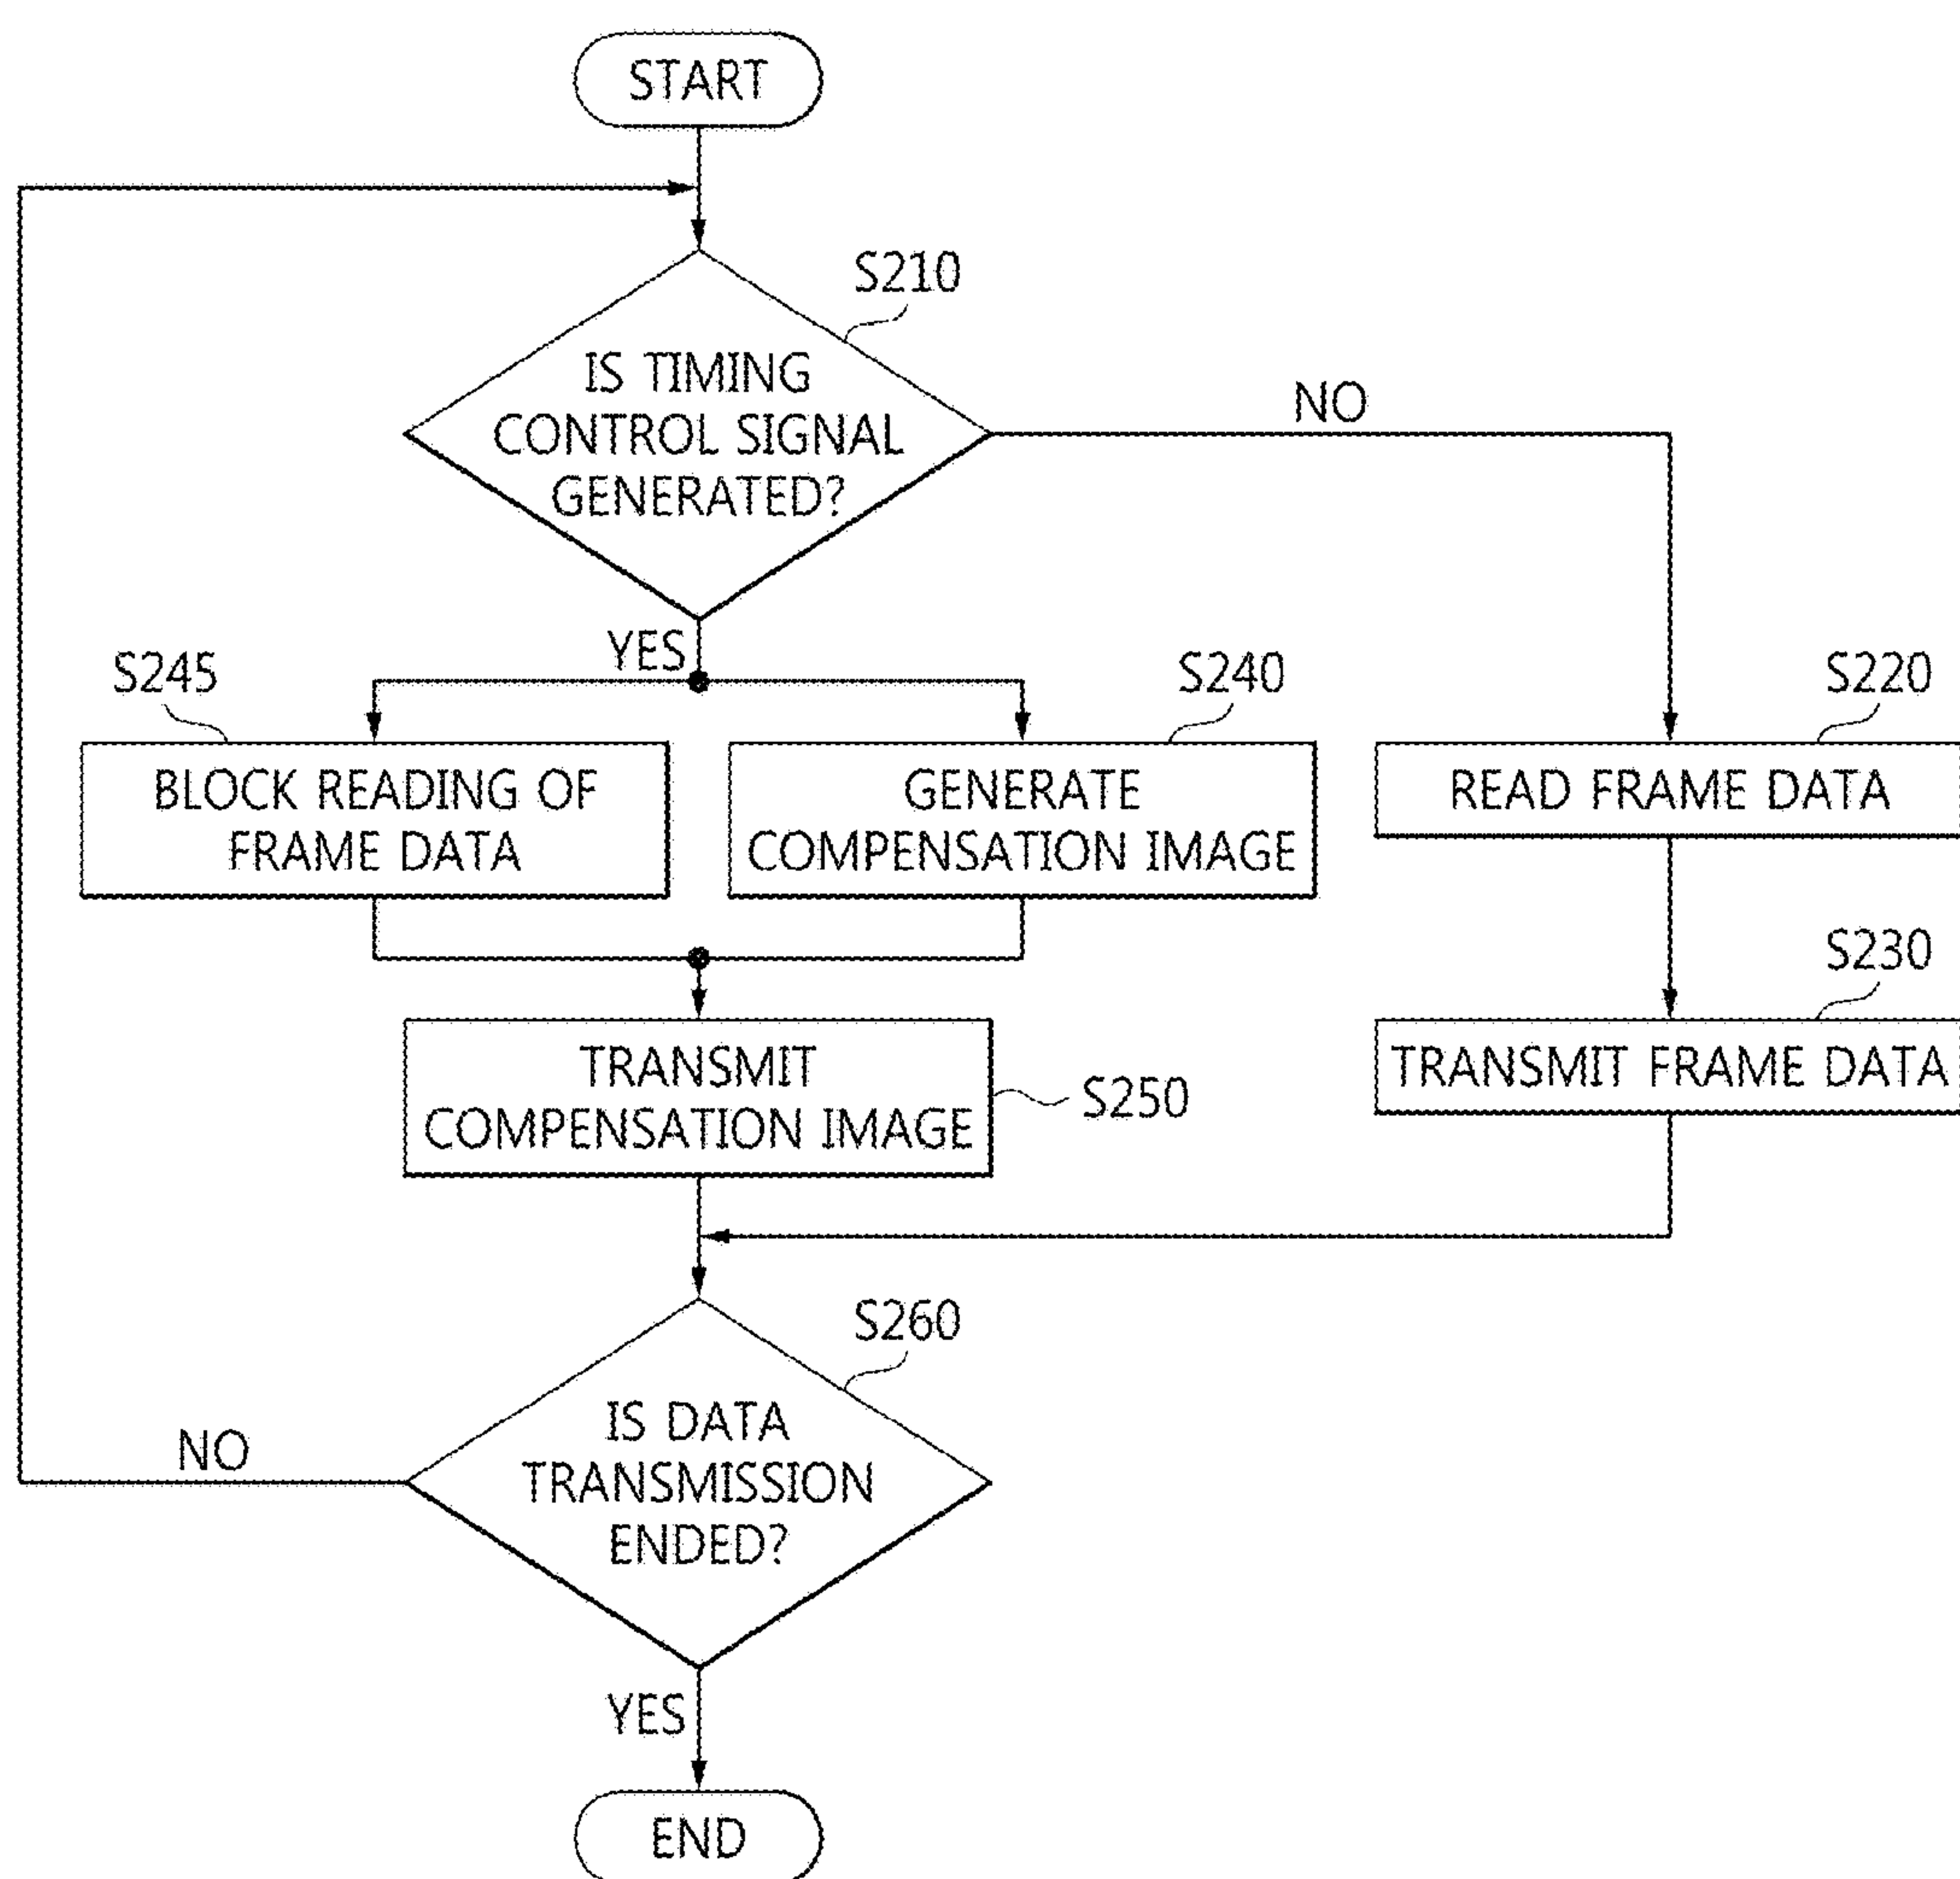 START
S210
IS TIMING
CONTROL SIGNAL
GENERATED?
NO
YES
S245
S240
S220
BLOCK READING OF
FRAME DATA
GENERATE
COMPENSATION IMAGE
READ FRAME DATA
S230
TRANSMIT
COMPENSATION IMAGE
S250
TRANSMIT FRAME DATA
S260
IS DATA
TRANSMISSION
ENDED?
NO
YES
END